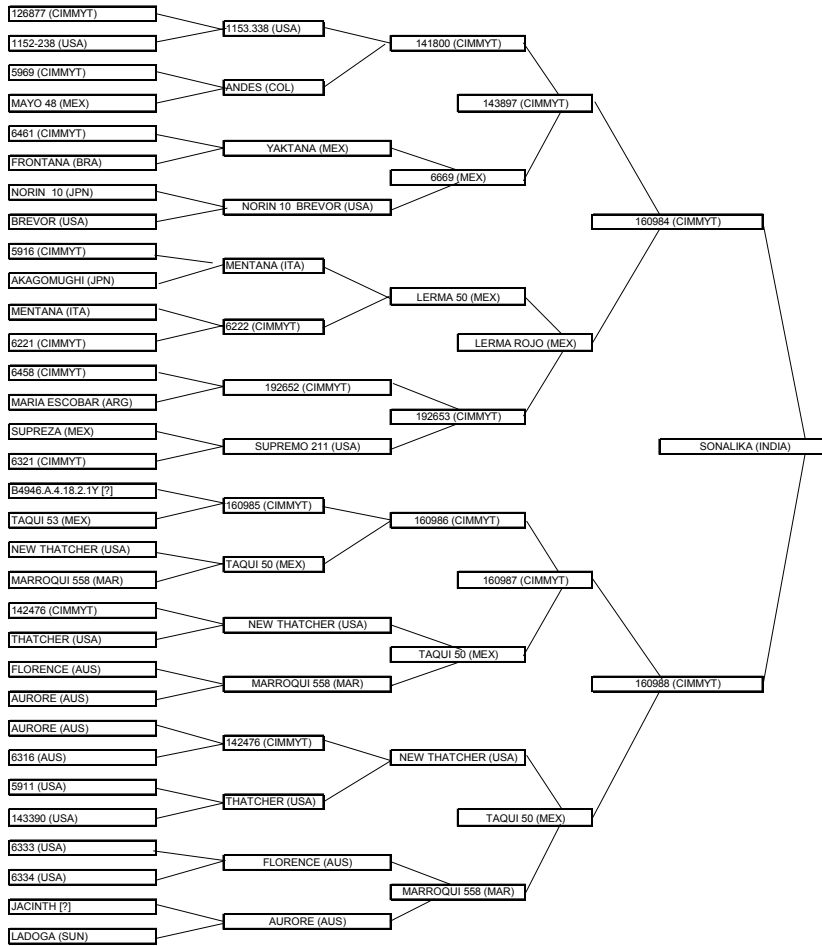 126877 (CIMMYT)
1152-238 (USA)
5969 (CIMMYT)
MAYO 48 (MEX)
6461 (CIMMYT)
FRONTANA (BRA)
NORIN 10 (JPN)
BREVOR (USA)
5916 (CIMMYT)
AKAGOMUGHI (JPN)
MENTANA (ITA)
6221 (CIMMYT)
6458 (CIMMYT)
MARIA ESCOBAR (ARG)
SUPREZA (MEX)
6321 (CIMMYT)
B4946.A.4.18.2.1Y [?]
TAQUI 53 (MEX)
NEW THATCHER (USA)
MARROQUI 558 (MAR)
142476 (CIMMYT)
THATCHER (USA)
FLORENCE (AUS)
AURORE (AUS)
AURORE (AUS)
6316 (AUS)
5911 (USA)
143390 (USA)
6333 (USA)
6334 (USA)
JACINTH [?]
LADOGA (SUN)
1153.338 (USA)
ANDES (COL)
YAKTANA (MEX)
NORIN 10 BREVOR (USA)
MENTANA (ITA)
6222 (CIMMYT)
192652 (CIMMYT)
SUPREMO 211 (USA)
160985 (CIMMYT)
TAQUI 50 (MEX)
NEW THATCHER (USA)
MARROQUI 558 (MAR)
142476 (CIMMYT)
THATCHER (USA)
FLORENCE (AUS)
AURORE (AUS)
141800 (CIMMYT)
6669 (MEX)
LERMA 50 (MEX)
192653 (CIMMYT)
160986 (CIMMYT)
TAQUI 50 (MEX)
NEW THATCHER (USA)
MARROQUI 558 (MAR)
143897 (CIMMYT)
LERMA ROJO (MEX)
160987 (CIMMYT)
TAQUI 50 (MEX)
160984 (CIMMYT)
160988 (CIMMYT)
SONALIKA (INDIA)